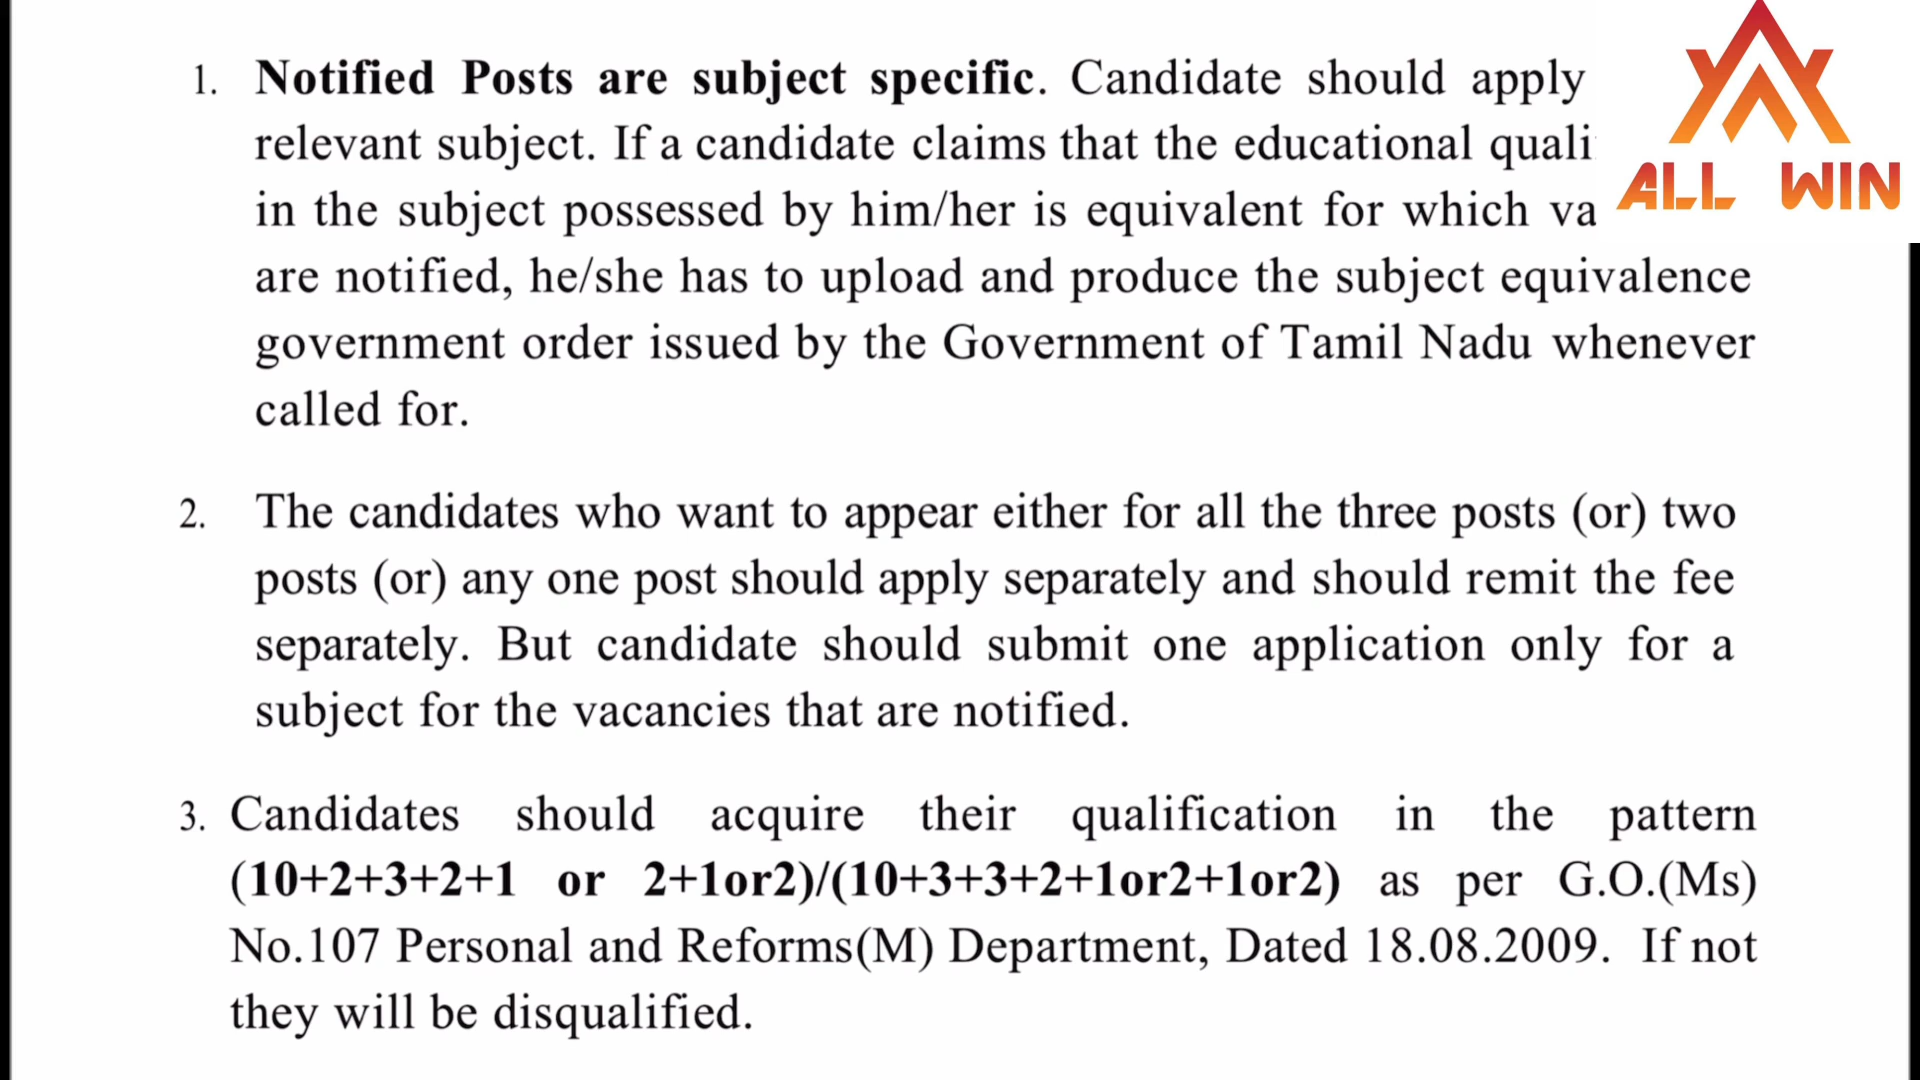 1. Notified Posts are subject specific. Candidate should apply
relevant subject. If a candidate claims that the educational quali
in the subject possessed by him/her is equivalent for which va
are notified, he/she has to upload and produce the subject equivalence
government order issued by the Government of Tamil Nadu whenever
called for.
2. The candidates who want to appear either for all the three posts (or) two
posts (or) any one post should apply separately and should remit the fee
separately. But candidate should submit one application only for a
subject for the vacancies that are notified.
3. Candidates should acquire their qualification in the pattern
(10+2+3+2+1 or 2+1or2)/(10+3+3+2+1or2+1or2) as per G.O.(Ms)
No.107 Personal and Reforms(M) Department, Dated 18.08.2009. If not
they will be disqualified.
ALL WIN